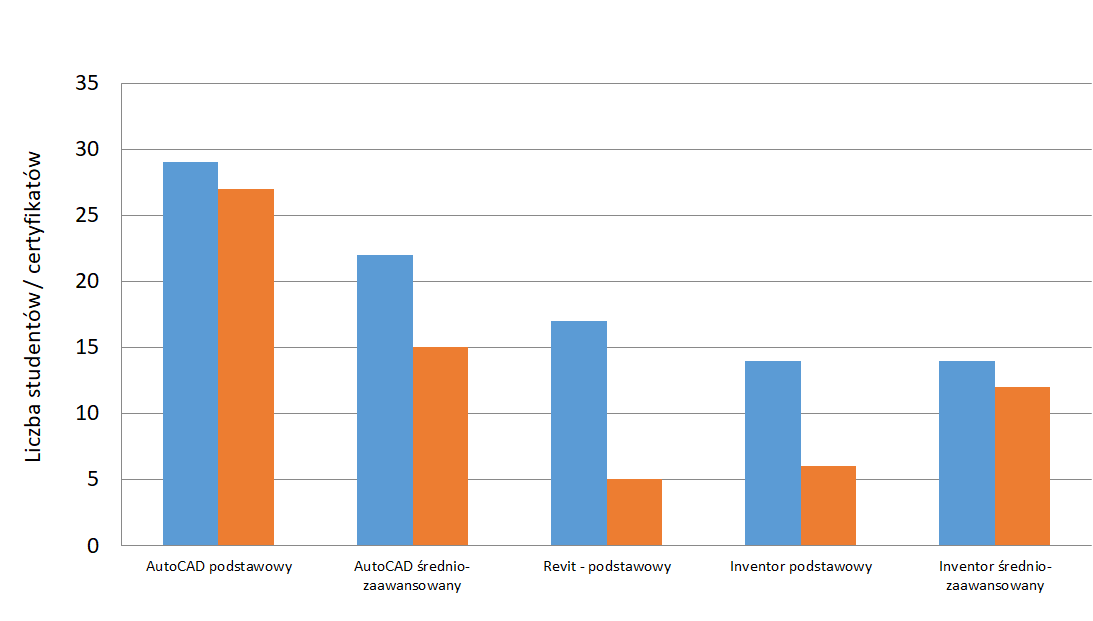 35
30
25
20
15
10
5
0
Liczba studentów/ certyfikatów
AutoCAD podstawowy
AutoCAD średnio-
zaawansowany
Revit - podstawowy
Inventor podstawowy
Inventor średnio-
zaawansowany